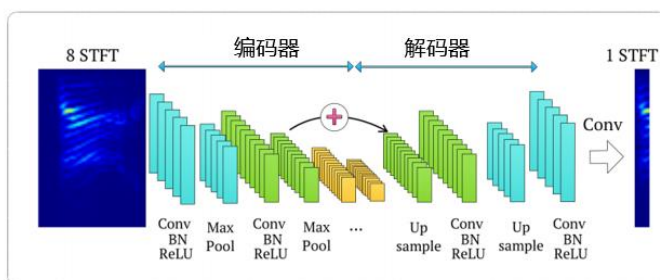 编码器
解码器
8 STFT
1 STFT
Conv
Conv
BN
ReLU
Max
Pool
Conv
BN
ReLU
Max
Pool
...
Up
sample
Conv
BN
ReLU
Up
sample
Conv
BN
ReLU